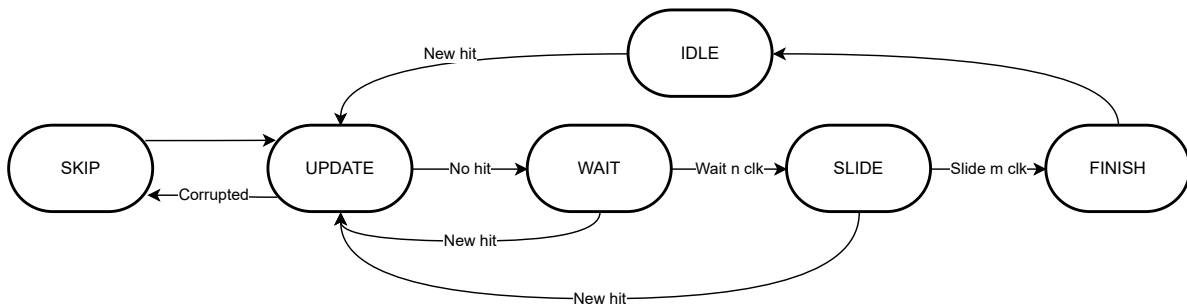 IDLE
New hit
SKIP
UPDATE
No hit
WAIT
Wait n clk
SLIDE
Slide m clk
FINISH
Corrupted
New hit
New hit